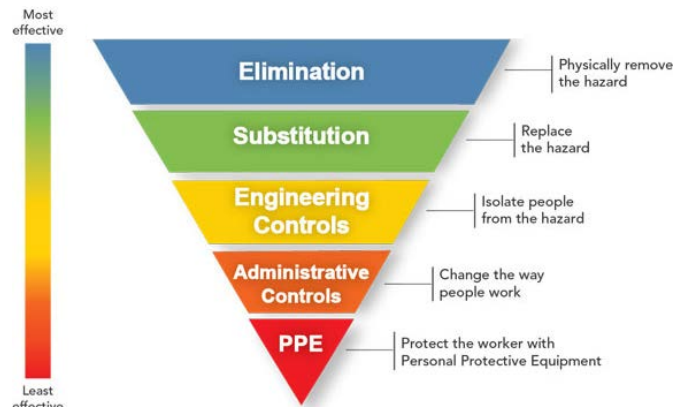 Most
effective
Elimination
Physically remove
the hazard
Substitution
Replace
the hazard
Engineering
Controls
Isolate people
from the hazard
Administrative
Controls
Change the way
people work
PPE
Protect the worker with
Personal Protective Equipment
Least
effective